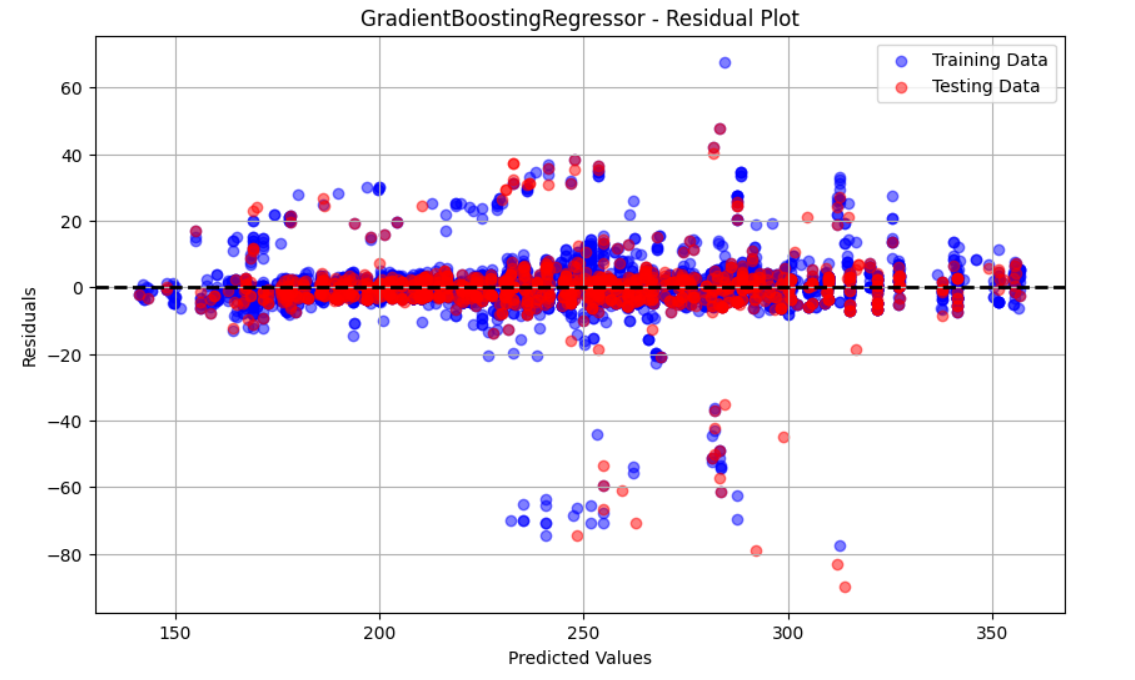 GradientBoostingRegressor - Residual Plot
Training Data
Testing Data
60
40
20
0
−20
−40
−60
−80
Residuals
150 200 250 300 350
Predicted Values